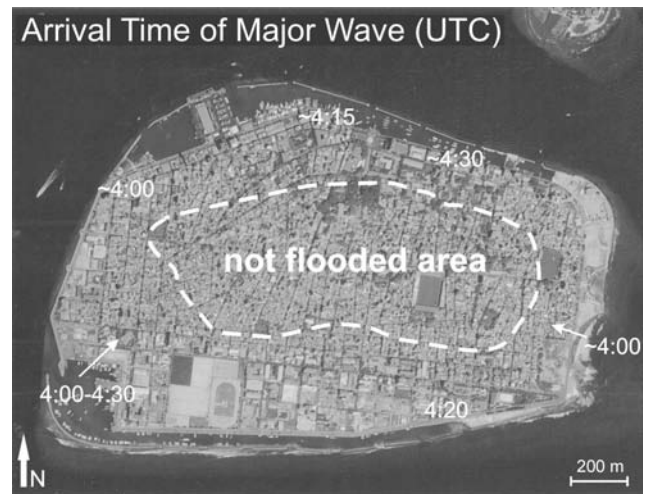 Arrival Time of Major Wave (UTC)
~4:15
~4:30
~4:00
not flooded area
~4:00
4:00-4:30
4:20
N
200 m